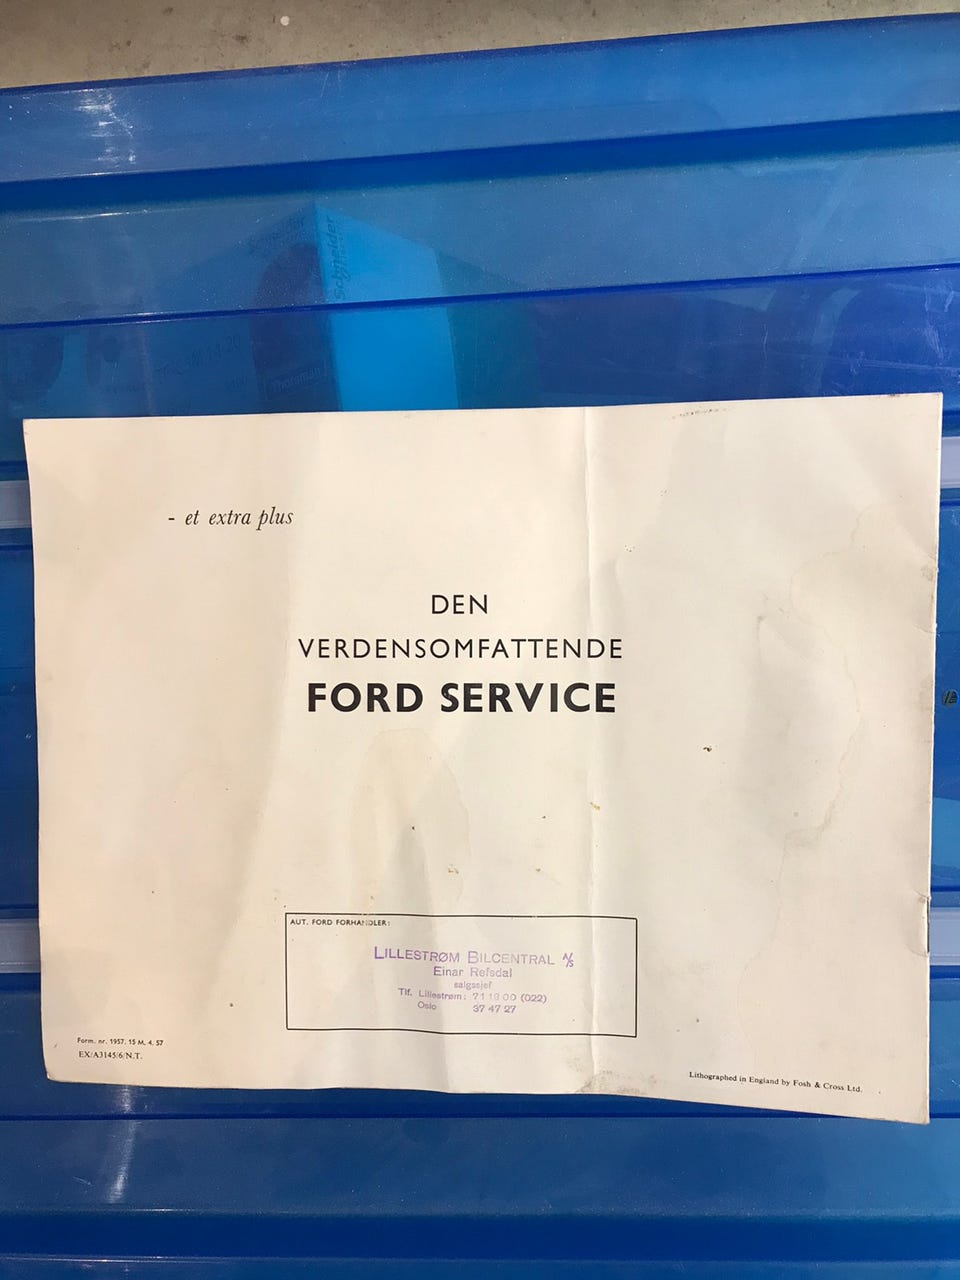 Schneider
Thorsman
- et extra plus
DEN
VERDENSOMFATTENDE
FORD SERVICE
AUT. FORD FORHANDLER:
LILLESTRØM BILCENTRAL A/S
Einar Refsdal
salgssjef
Tlf. Lillestrøm: 71 18 00 (022)
Oslo 37 47 27
Form. nr. 1957. 15 M. 4. 57
EX/A3145/6/N.T.
Lithographed in England by Fosh & Cross Ltd.